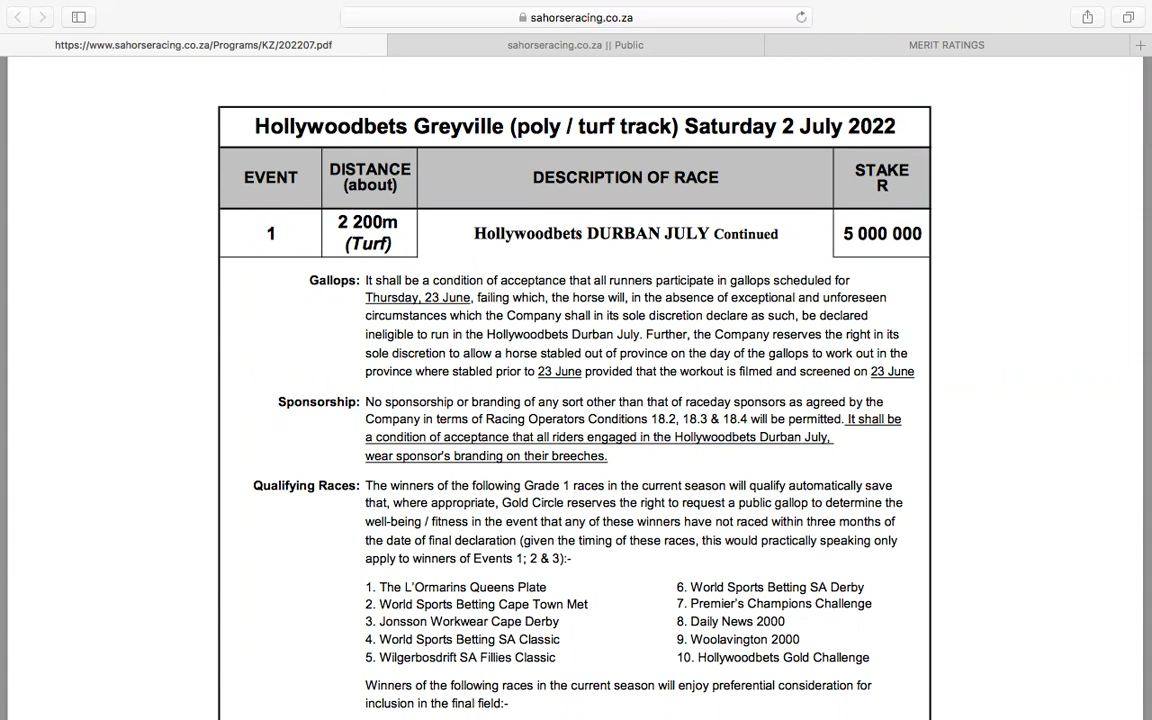 sahorseracing.co.za
https://www.sahorseracing.co.za/Programs/KZ/202207.pdf
sahorseracing.co.za || Public
MERIT RATINGS
Hollywoodbets Greyville (poly / turf track) Saturday 2 July 2022
EVENT
DISTANCE
(about)
DESCRIPTION OF RACE
STAKE
R
1
2 200m
(Turf)
Hollywoodbets DURBAN JULY Continued
5 000 000
Gallops: It shall be a condition of acceptance that all runners participate in gallops scheduled for
Thursday, 23 June, failing which, the horse will, in the absence of exceptional and unforeseen
circumstances which the Company shall in its sole discretion declare as such, be declared
ineligible to run in the Hollywoodbets Durban July. Further, the Company reserves the right in its
sole discretion to allow a horse stabled out of province on the day of the gallops to work out in the
province where stabled prior to 23 June provided that the workout is filmed and screened on 23 June
Sponsorship: No sponsorship or branding of any sort other than that of raceday sponsors as agreed by the
Company in terms of Racing Operators Conditions 18.2, 18.3 & 18.4 will be permitted. It shall be
a condition of acceptance that all riders engaged in the Hollywoodbets Durban July,
wear sponsor's branding on their breeches.
Qualifying Races: The winners of the following Grade 1 races in the current season will qualify automatically save
that, where appropriate, Gold Circle reserves the right to request a public gallop to determine the
well-being / fitness in the event that any of these winners have not raced within three months of
the date of final declaration (given the timing of these races, this would practically speaking only
apply to winners of Events 1; 2 & 3):-
1. The L'Ormarins Queens Plate
2. World Sports Betting Cape Town Met
3. Jonsson Workwear Cape Derby
4. World Sports Betting SA Classic
5. Wilgerbosdrift SA Fillies Classic
6. World Sports Betting SA Derby
7. Premier's Champions Challenge
8. Daily News 2000
9. Woolavington 2000
10. Hollywoodbets Gold Challenge
Winners of the following races in the current season will enjoy preferential consideration for
inclusion in the final field:-